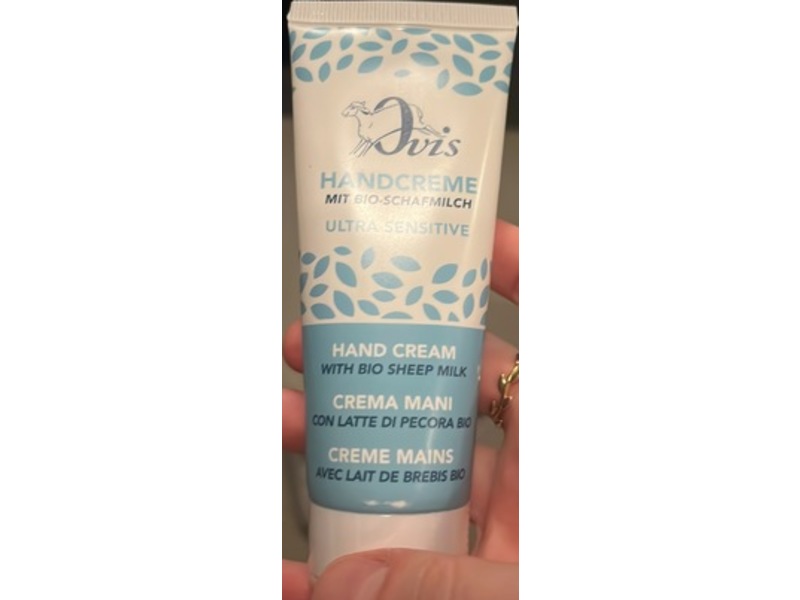 Ovis
HANDCREME
MIT BIO-SCHAFMILCH
ULTRA SENSITIVE
HAND CREAM
WITH BIO SHEEP MILK
CREMA MANI
CON LATTE DI PECORA BIO
CREME MAINS
AVEC LAIT DE BREBIS BIO